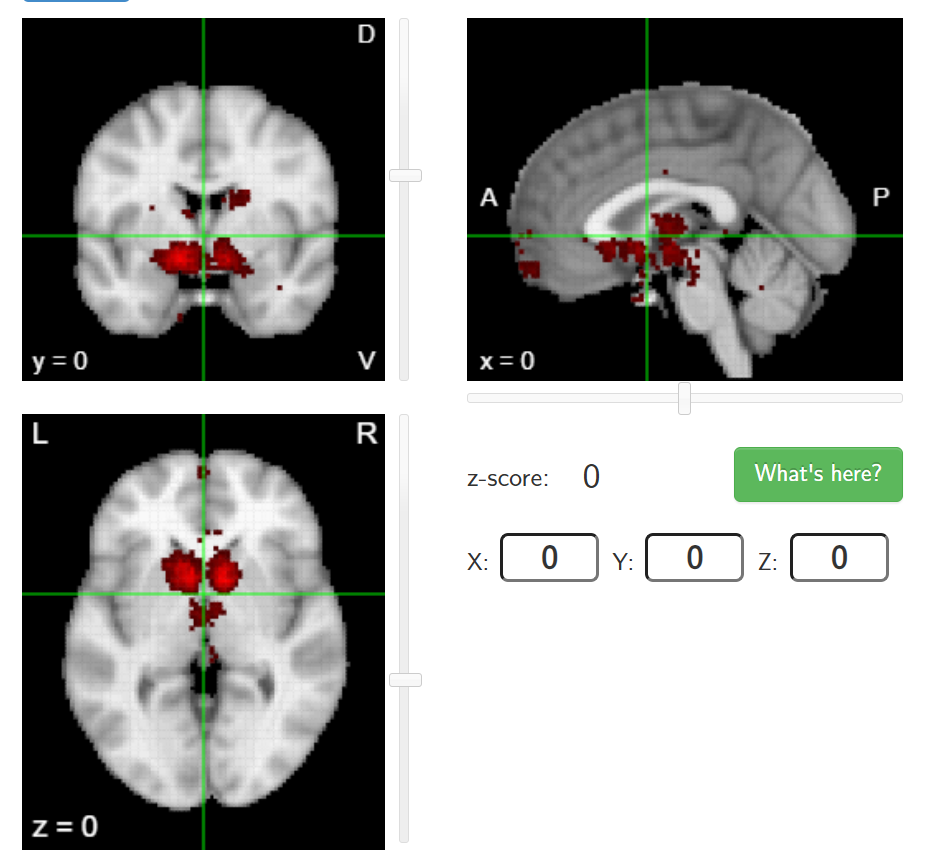 D
y = 0
V
A
P
x = 0
L
R
z = 0
z-score: 0
What's here?
X: 0 Y: 0 Z: 0